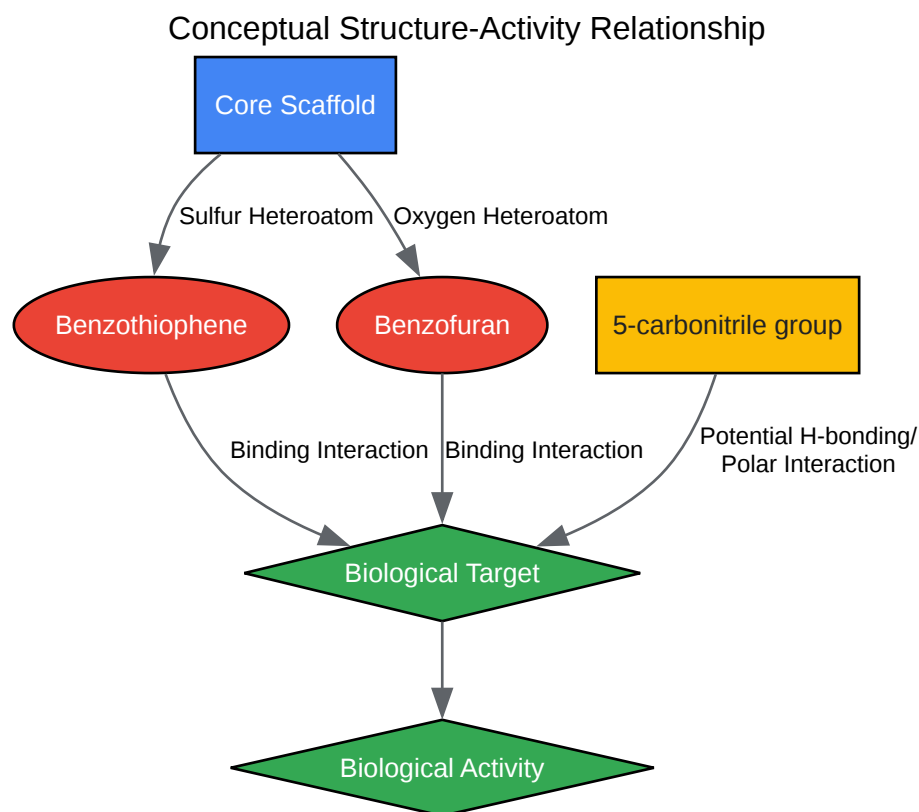 Conceptual Structure-Activity Relationship
Core Scaffold
Sulfur Heteroatom
Oxygen Heteroatom
Benzothiophene
Benzofuran
5-carbonitrile group
Binding Interaction
Binding Interaction
Potential H-bonding/
Polar Interaction
Biological Target
Biological Activity